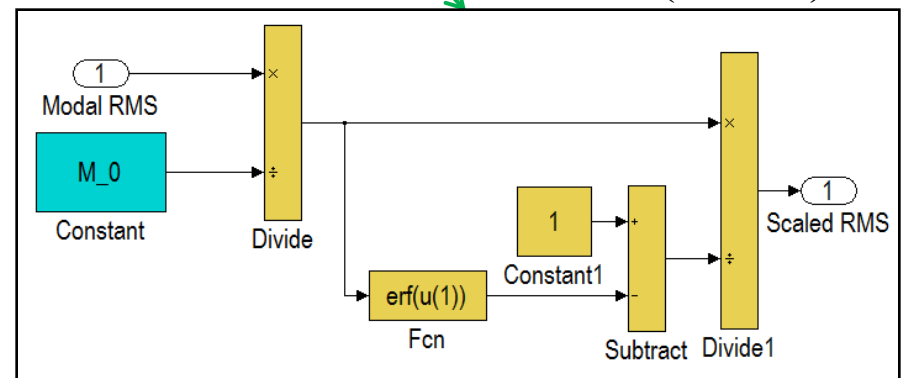 1
Modal RMS
M_0
Constant
×
÷
Divide
erf(u(1))
Fcn
1
Constant1
+
-
Subtract
×
÷
Divide1
1
Scaled RMS